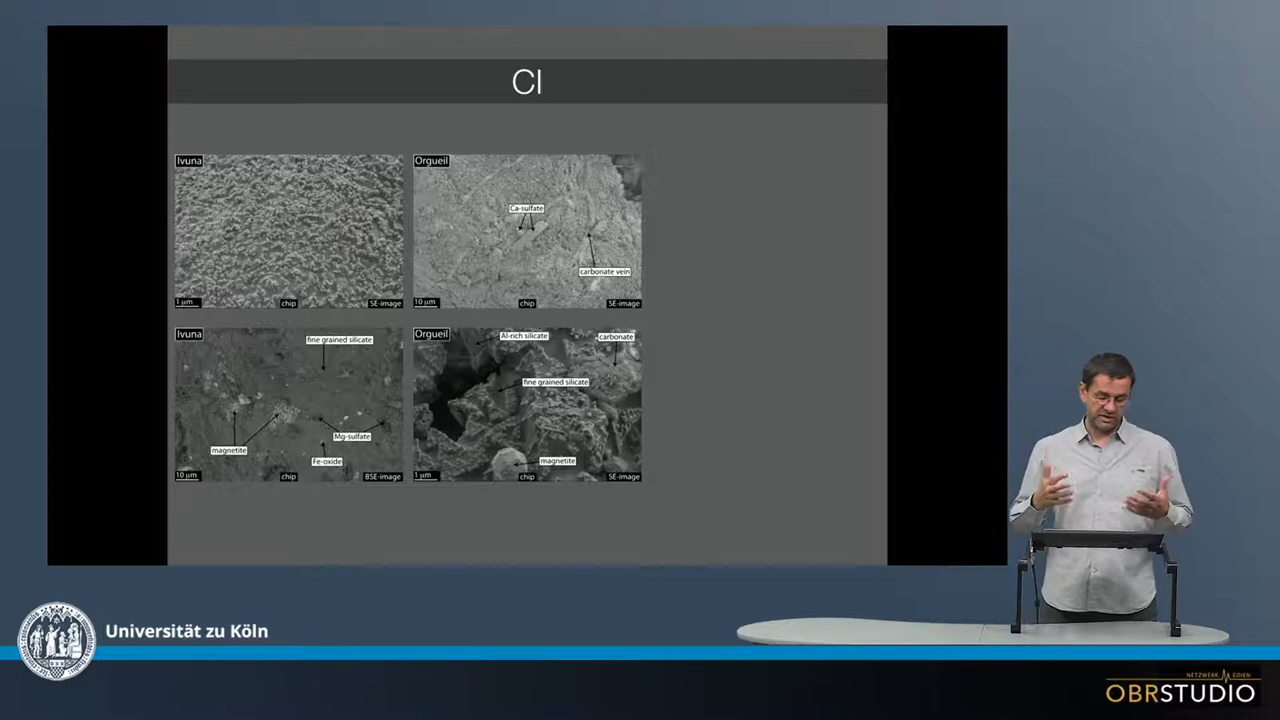 CI
Ivuna
1 µm
chip
SE-image
Orgueil
Ca-sulfate
carbonate vein
10 µm
chip
SE-image
Ivuna
fine grained silicate
magnetite
Mg-sulfate
Fe-oxide
10 µm
chip
BSE-image
Orgueil
Al-rich silicate
carbonate
fine grained silicate
magnetite
1 µm
chip
SE-image
Universität zu Köln
NETZWERK MEDIEN
OBRSTUDIO